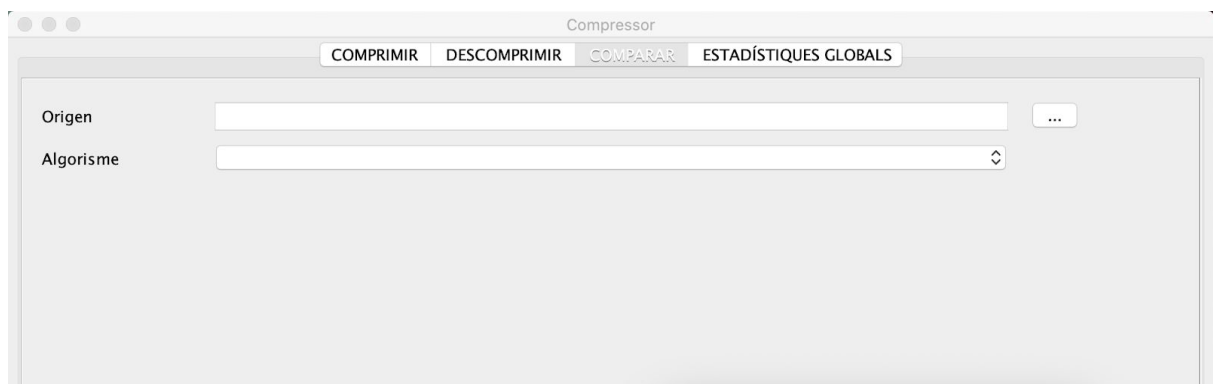 Compressor
COMPRIMIR DESCOMPRIMIR COMPARAR ESTADÍSTIQUES GLOBALS
Origen ...
Algorisme